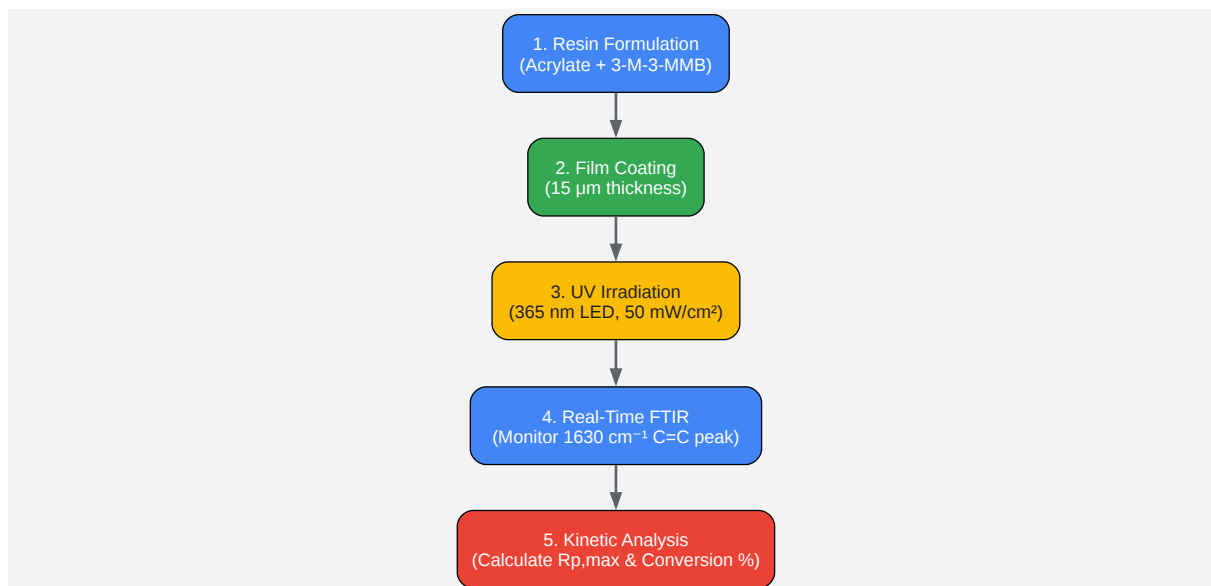 1. Resin Formulation
(Acrylate + 3-M-3-MMB)
2. Film Coating
(15 μm thickness)
3. UV Irradiation
(365 nm LED, 50 mW/cm²)
4. Real-Time FTIR
(Monitor 1630 cm⁻¹ C=C peak)
5. Kinetic Analysis
(Calculate Rp,max & Conversion %)